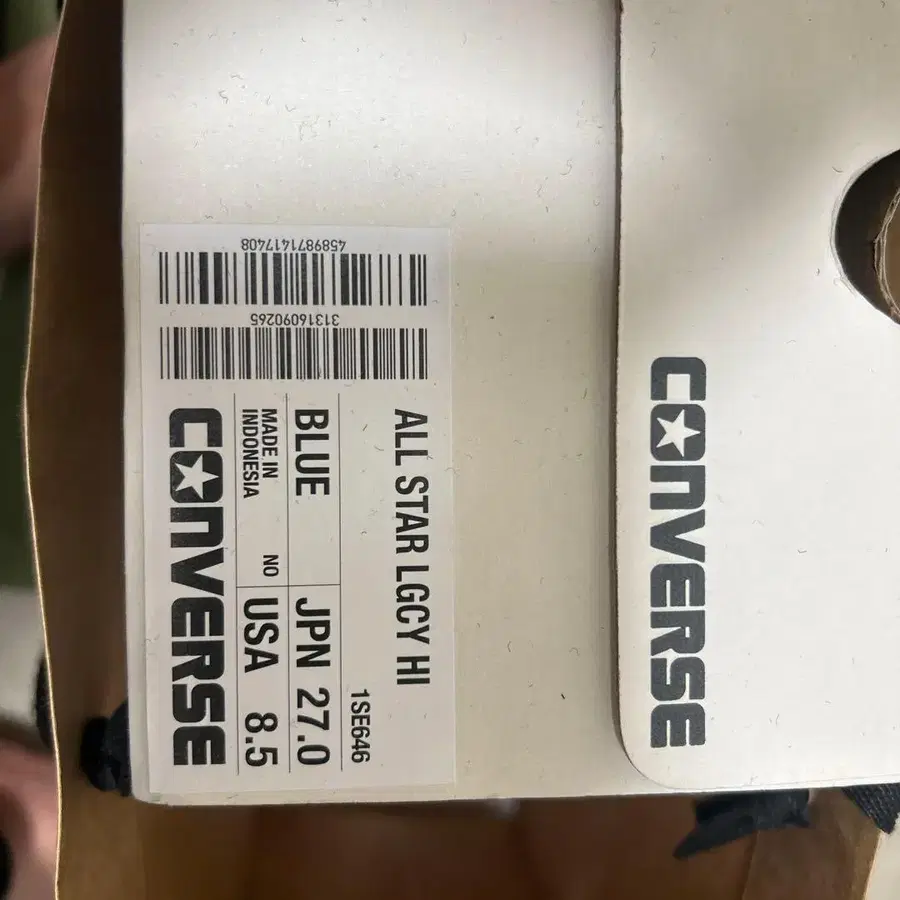 ALL STAR LGCY HI
1SE646
BLUE
JPN 27.0
MADE IN
INDONESIA
NO
USA 8.5
CONVERSE
31316090265
4589871417408
CONVERSE